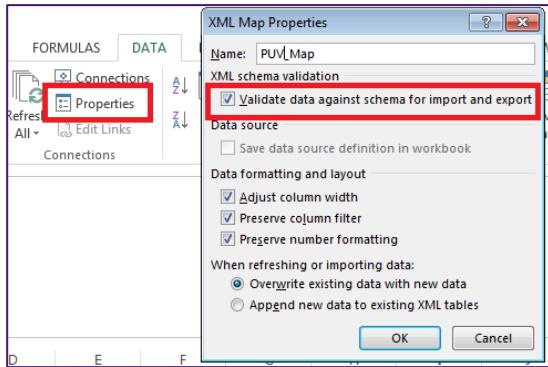 FORMULAS DATA
Connections
Properties
Edit Links
Refres
All
Connections
D E F
XML Map Properties
Name: PUV_Map
XML schema validation
Validate data against schema for import and export
Data source
Save data source definition in workbook
Data formatting and layout
Adjust column width
Preserve column filter
Preserve number formatting
When refreshing or importing data:
Overwrite existing data with new data
Append new data to existing XML tables
OK Cancel